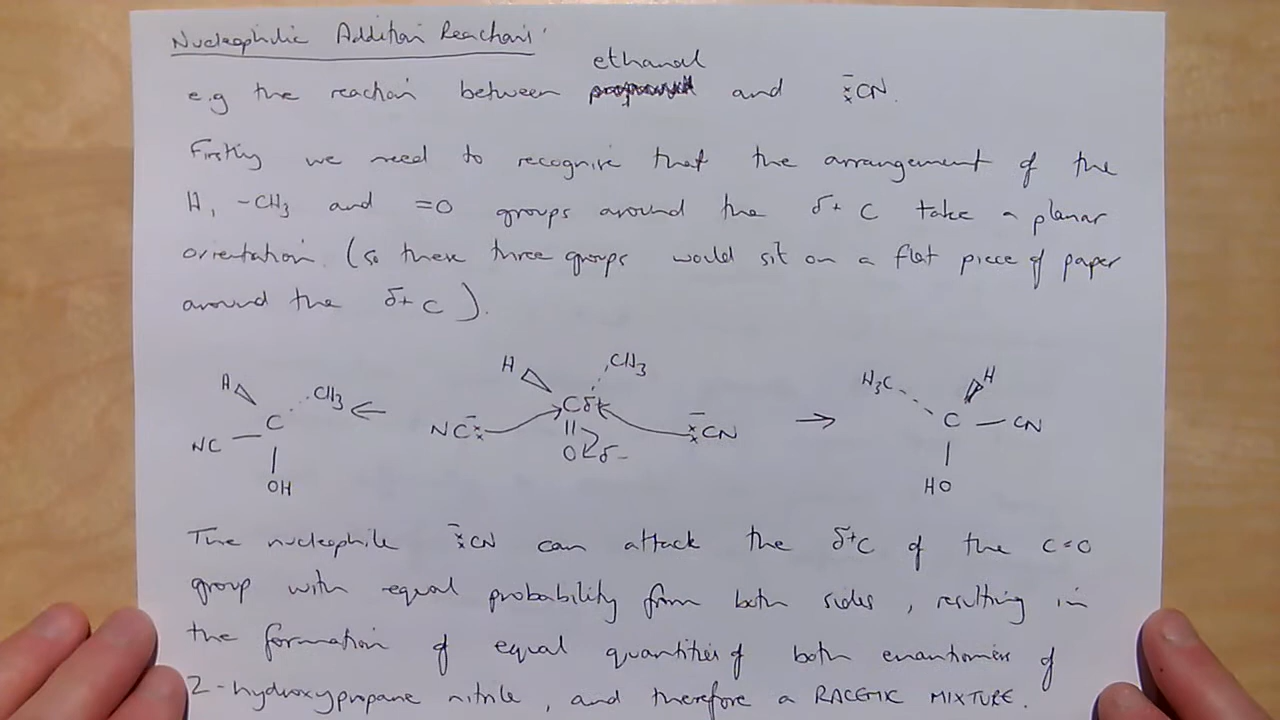 Nucleophilic Addition Reactions
ethanal
e.g the reaction between and ⁻:CN.
Firstly we need to recognise that the arrangement of the
H, -CH₃ and =O groups around the δ+ C take a planar
orientation. (so these three groups would sit on a flat piece of paper
around the δ+ C).
H CH₃ H CH₃ H₃C H
C ← Cδ+ → C
NC NC:⁻ ⁻:CN CN
OH O δ- HO
The nucleophile ⁻:CN can attack the δ+C of the C=O
group with equal probability from both sides, resulting in
the formation of equal quantities of both enantiomers of
2-hydroxypropane nitrile, and therefore a RACEMIC MIXTURE.